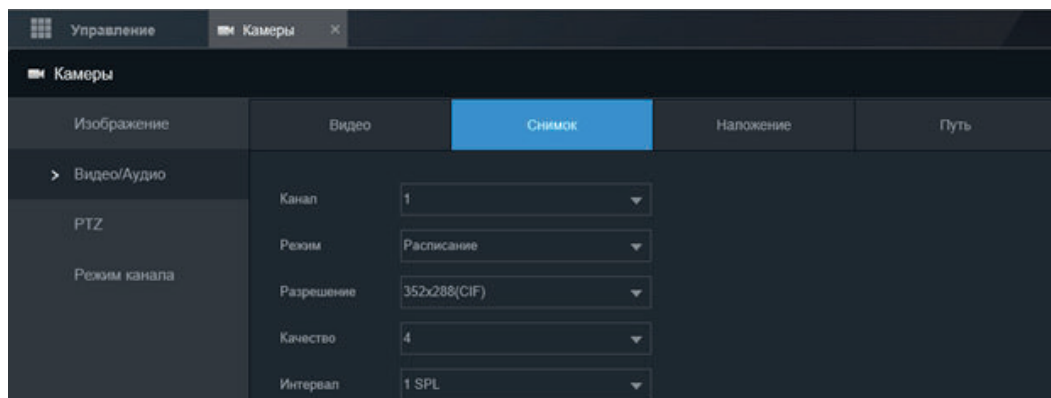 Управление Камеры ×
Камеры
Изображение Видео Снимок Наложение Путь
Видео/Аудио
Канал 1
PTZ
Режим Расписание
Режим канала
Разрешение 352x288(CIF)
Качество 4
Интервал 1 SPL